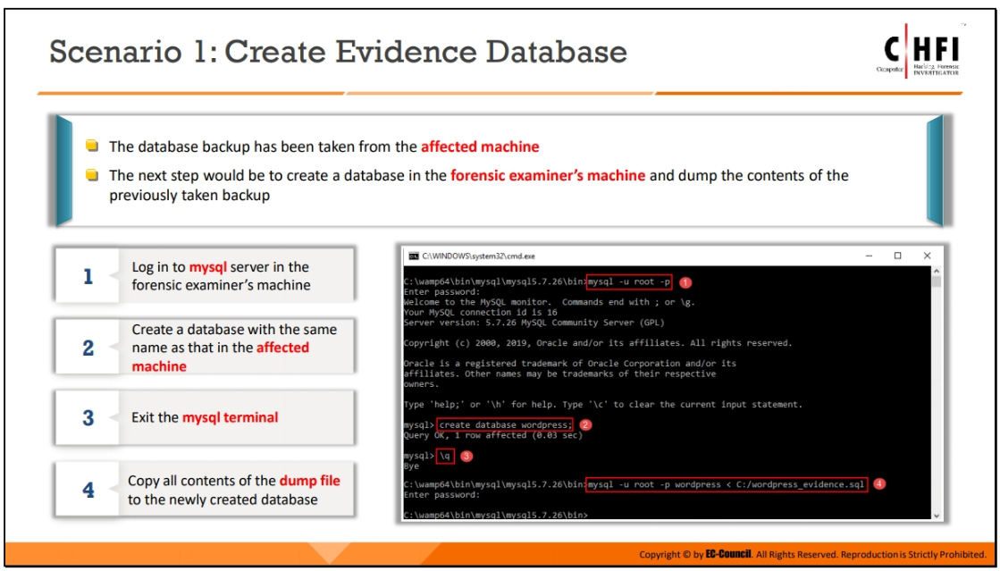 Scenario 1: Create Evidence Database
C HFI
Computer Hacking Forensic
INVESTIGATOR
The database backup has been taken from the affected machine
The next step would be to create a database in the forensic examiner's machine and dump the contents of the
previously taken backup
1
Log in to mysql server in the
forensic examiner's machine
2
Create a database with the same
name as that in the affected
machine
3
Exit the mysql terminal
4
Copy all contents of the dump file
to the newly created database
C:\WINDOWS\system32\cmd.exe
C:\wamp64\bin\mysql\mysql5.7.26\bin>mysql -u root -p 1
Enter password:
Welcome to the MySQL monitor.  Commands end with ; or \g.
Your MySQL connection id is 16
Server version: 5.7.26 MySQL Community Server (GPL)
Copyright (c) 2000, 2019, Oracle and/or its affiliates. All rights reserved.
Oracle is a registered trademark of Oracle Corporation and/or its
affiliates. Other names may be trademarks of their respective
owners.
Type 'help;' or '\h' for help. Type '\c' to clear the current input statement.
mysql> create database wordpress; 2
Query OK, 1 row affected (0.03 sec)
mysql> \q 3
Bye
C:\wamp64\bin\mysql\mysql5.7.26\bin>mysql -u root -p wordpress < C:/wordpress_evidence.sql 4
Enter password:
C:\wamp64\bin\mysql\mysql5.7.26\bin>
Copyright © by EC-Council. All Rights Reserved. Reproduction is Strictly Prohibited.